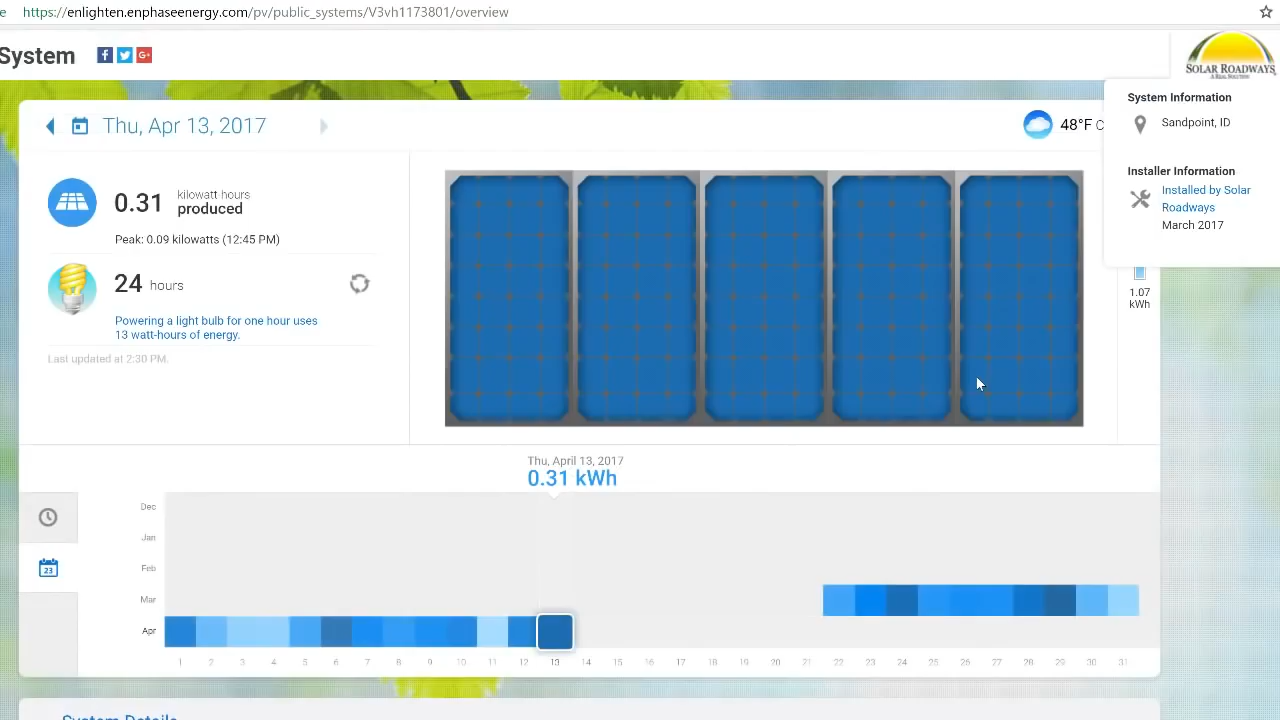 https://enlighten.enphaseenergy.com/pv/public_systems/V3vh1173801/overview
System
SOLAR ROADWAYS
A REAL SOLUTION
System Information
Sandpoint, ID
Installer Information
Installed by Solar
Roadways
March 2017
Thu, Apr 13, 2017
48°F
0.31 kilowatt-hours
produced
Peak: 0.09 kilowatts (12:45 PM)
24 hours
Powering a light bulb for one hour uses
13 watt-hours of energy.
Last updated at 2:30 PM.
1.07
kWh
Thu, April 13, 2017
0.31 kWh
Dec
Jan
Feb
Mar
Apr
23
1 2 3 4 5 6 7 8 9 10 11 12 13 14 15 16 17 18 19 20 21 22 23 24 25 26 27 28 29 30 31
System Details